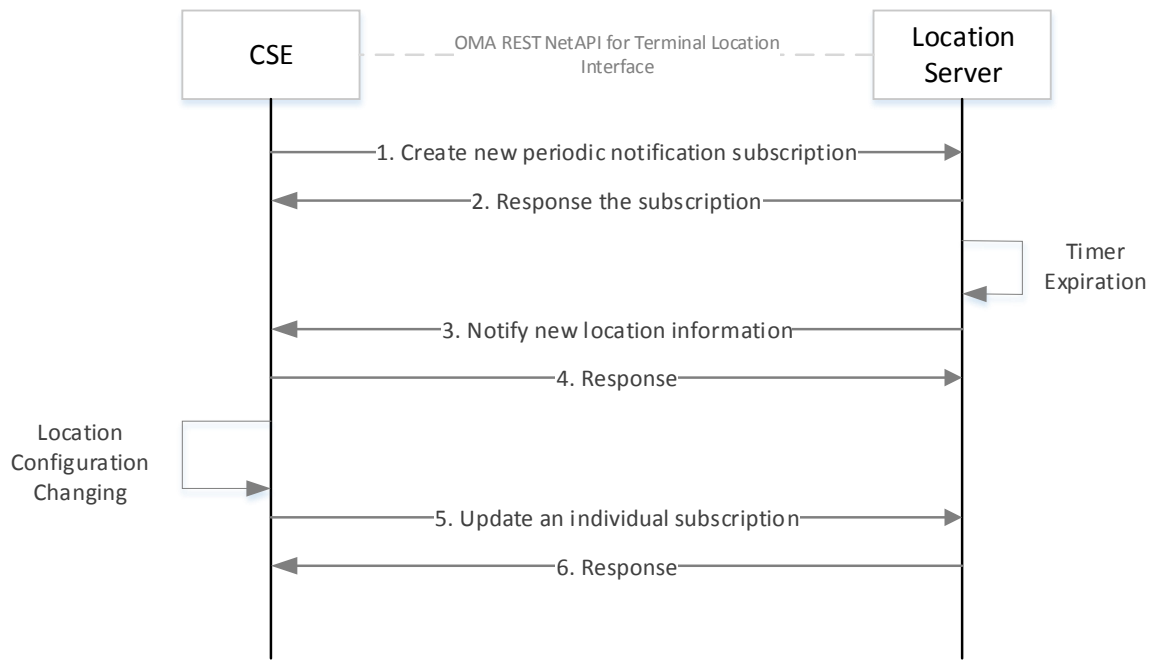 CSE
OMA REST NetAPI for Terminal Location
Interface
Location
Server
1. Create new periodic notification subscription
2. Response the subscription
Timer
Expiration
3. Notify new location information
4. Response
Location
Configuration
Changing
5. Update an individual subscription
6. Response